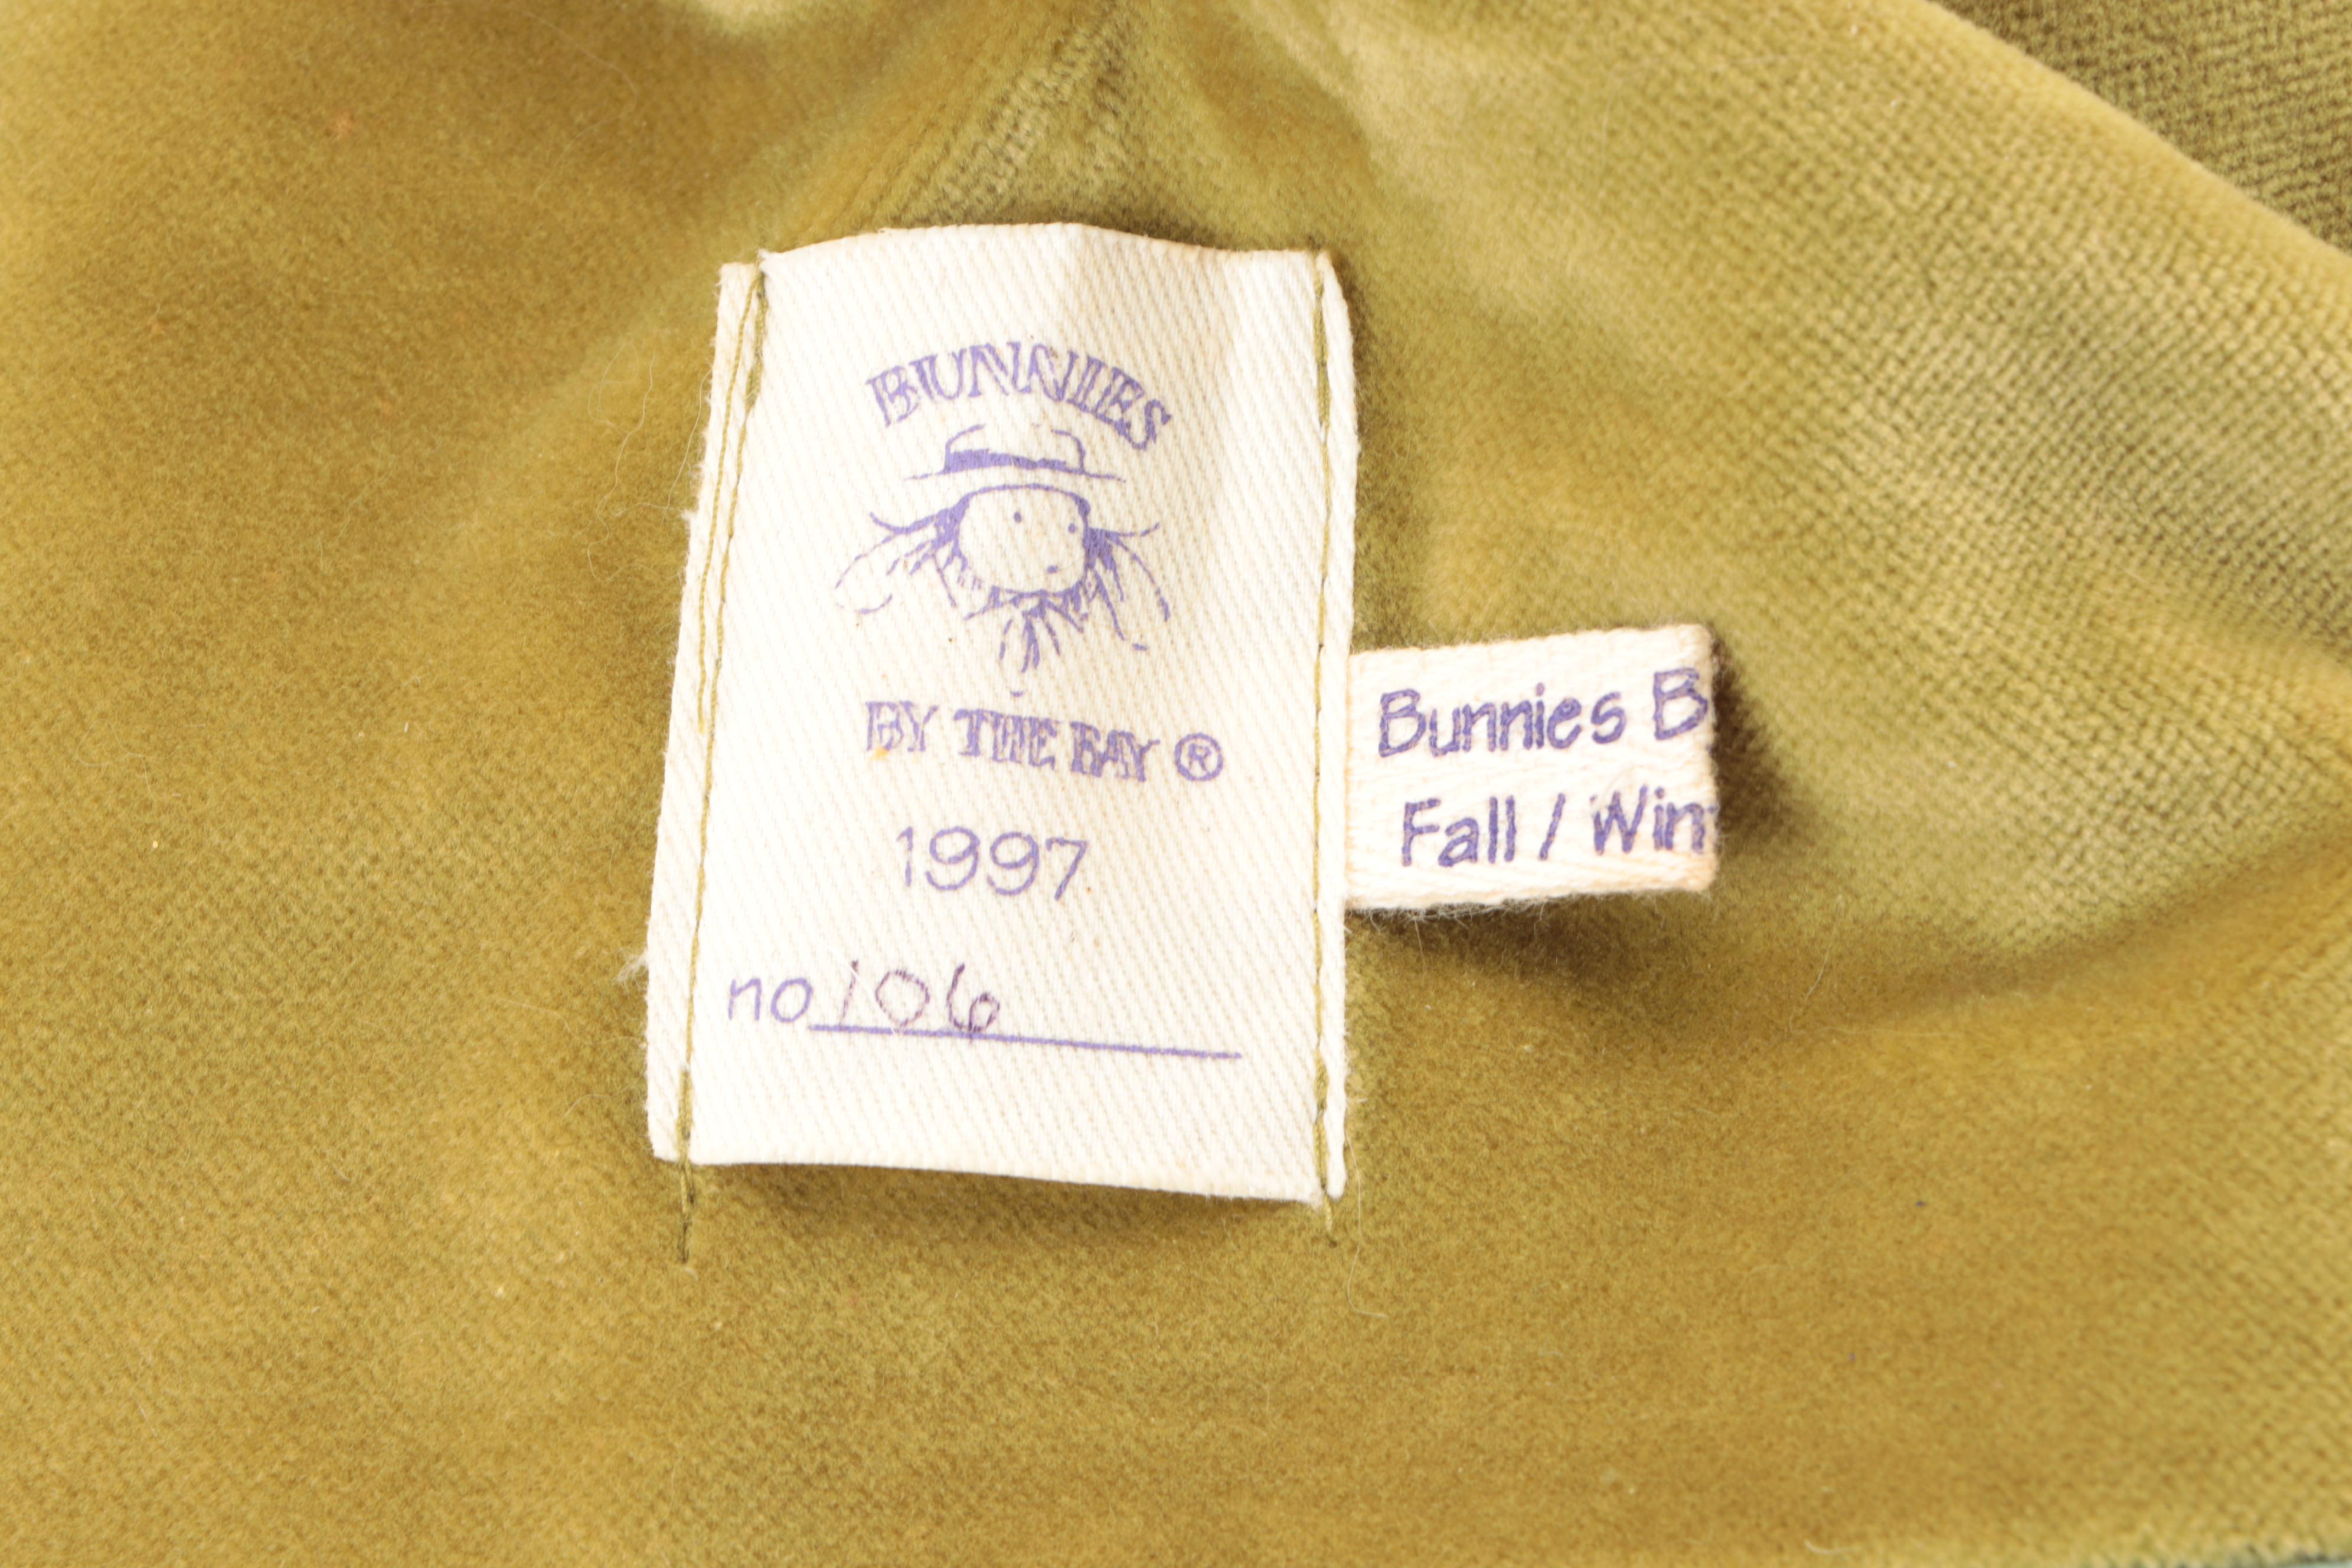 BUNNIES
BY THE BAY ®
1997
no 106
Bunnies B
Fall / Win